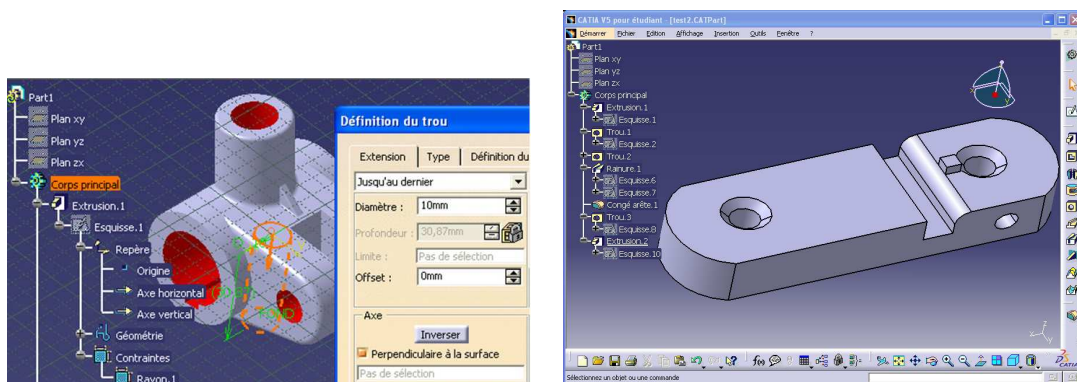 Part1
Plan xy
Plan yz
Plan zx
Corps principal
Extrusion.1
Esquisse.1
Repère
Origine
Axe horizontal
Axe vertical
Géométrie
Contraintes
Rayon.1
Définition du trou
Extension
Type
Définition du
Jusqu'au dernier
Diamètre :
10mm
Profondeur :
30,87mm
Limite :
Pas de sélection
Offset :
0mm
Axe
Inverser
Perpendiculaire à la surface
Pas de sélection
CATIA V5 pour étudiant - [test2.CATPart]
Démarrer Fichier Edition Affichage Insertion Outils Fenêtre ?
Part1
Plan xy
Plan yz
Plan zx
Corps principal
Extrusion.1
Esquisse.1
Trou.1
Esquisse.2
Trou.2
Rainure.1
Esquisse.6
Esquisse.7
Congé arête.1
Trou.3
Esquisse.8
Extrusion.2
Esquisse.10
Sélectionnez un objet ou une commande
CATIA